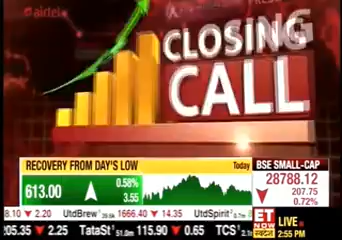 airtel
CLOSING
CALL
RECOVERY FROM DAY'S LOW
Today
BSE SMALL-CAP
613.00
0.58%
3.55
28788.12
207.75
0.72%
8.10 ▼ 2.20 UtdBrew 1666.40 ▼ 14.35 UtdSpirit
ET
NOW
LIVE
205.35 ▼ 2.25 TataSt 51.0m 115.90 ▼ 0.65 TCS
2:55 PM